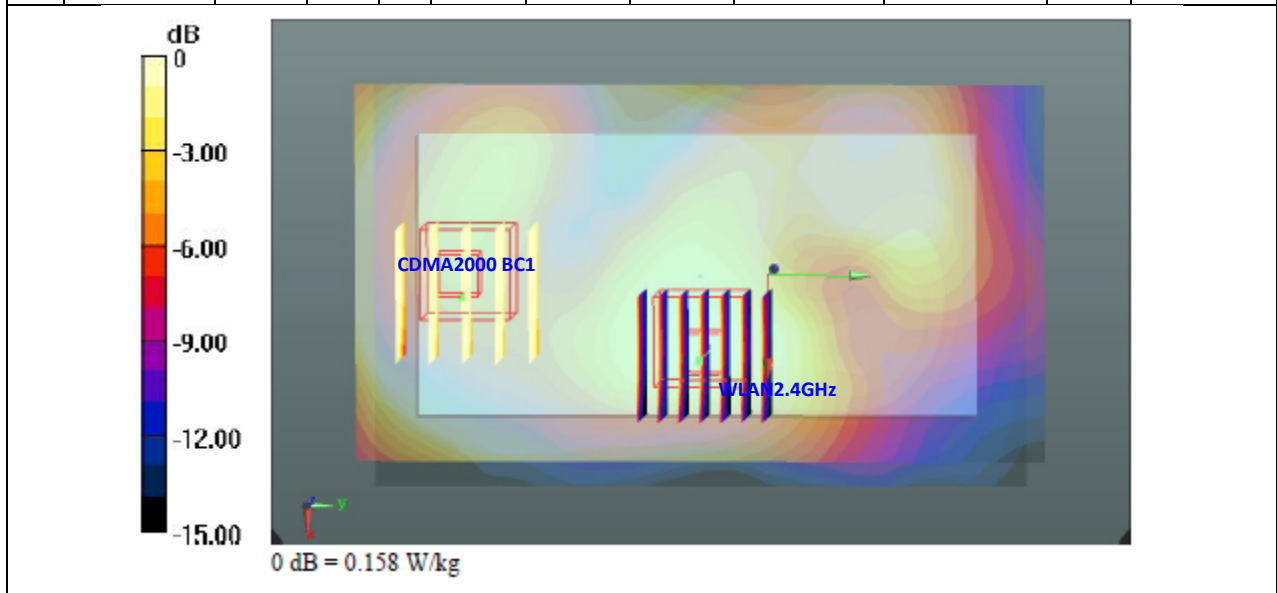 dB
0
-3.00
-6.00
-9.00
-12.00
-15.00
CDMA2000 BC1
WLAN2.4GHz
z
y
x
0 dB = 0.158 W/kg